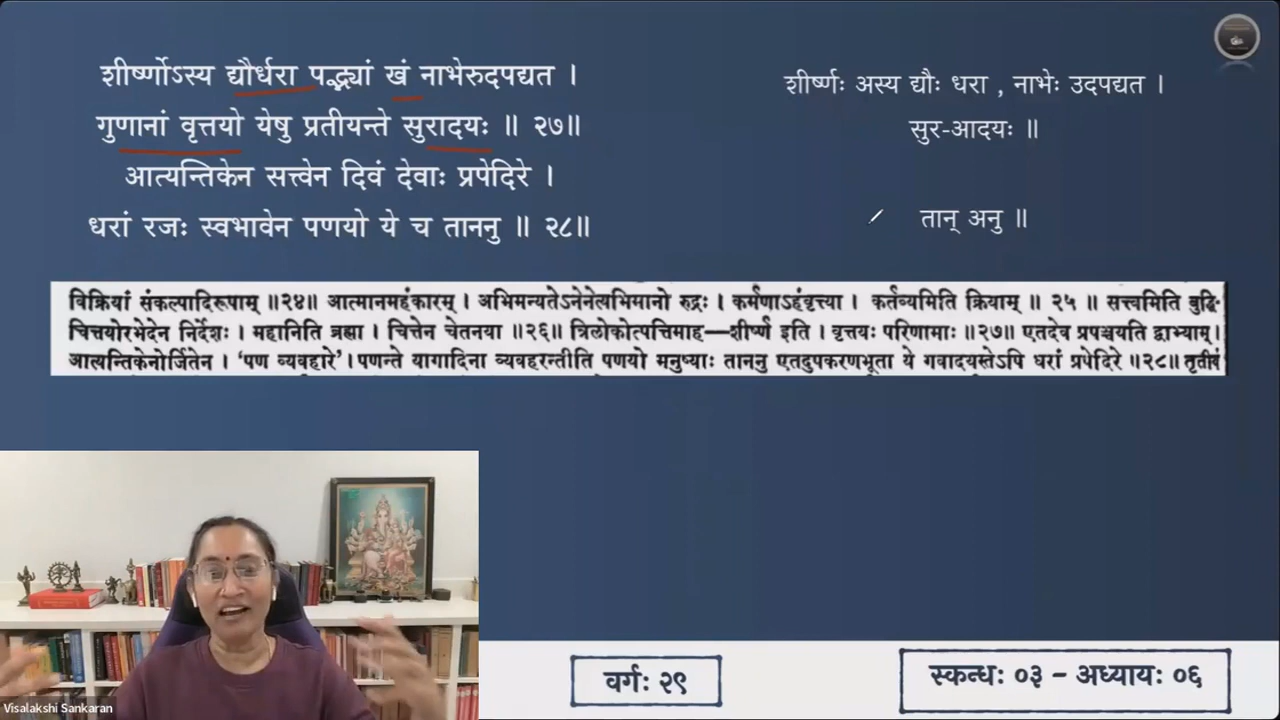 शीर्ष्णोऽस्य द्यौर्धरा पद्भ्यां खं नाभेरुदपद्यत ।
गुणानां वृत्तयो येषु प्रतीयन्ते सुरादयः ॥ २७॥
आत्यन्तिकेन सत्त्वेन दिवं देवाः प्रपेदिरे ।
धरां रजः स्वभावेन पणयो ये च ताननु ॥ २८॥
शीर्ष्णः अस्य द्यौः धरा , नाभेः उदपद्यत ।
सुर-आदयः ॥
तान् अनु ॥
विक्रियां संकल्पादिरूपाम् ॥२४॥ आत्मानमहंकारम् । अभिमन्यतेऽनेनेत्यभिमानो रुद्रः । कर्मणाऽहंवृत्त्या । कर्तव्यमिति क्रियाम् ॥ २५ ॥ सत्त्वमिति बुद्धि-
चित्तयोरभेदेन निर्देशः । महानिति ब्रह्मा । चित्तेन चेतनया ॥२६॥ त्रिलोकोत्पत्तिमाह—शीर्ष्ण इति । वृत्तयः परिणामाः ॥२७॥ एतदेव प्रपञ्चयति द्वाभ्याम् ।
आत्यन्तिकेनोर्जितेन । ‘पण व्यवहारे’ । पणन्ते यागादिना व्यवहरन्तीति पणयो मनुष्याः ताननु एतदुपकरणभूता ये गवादयस्तेऽपि धरां प्रपेदिरे ॥२८॥ तृतीयं
Visalakshi Sankaran
वर्गः २९
स्कन्धः ०३ – अध्यायः ०६